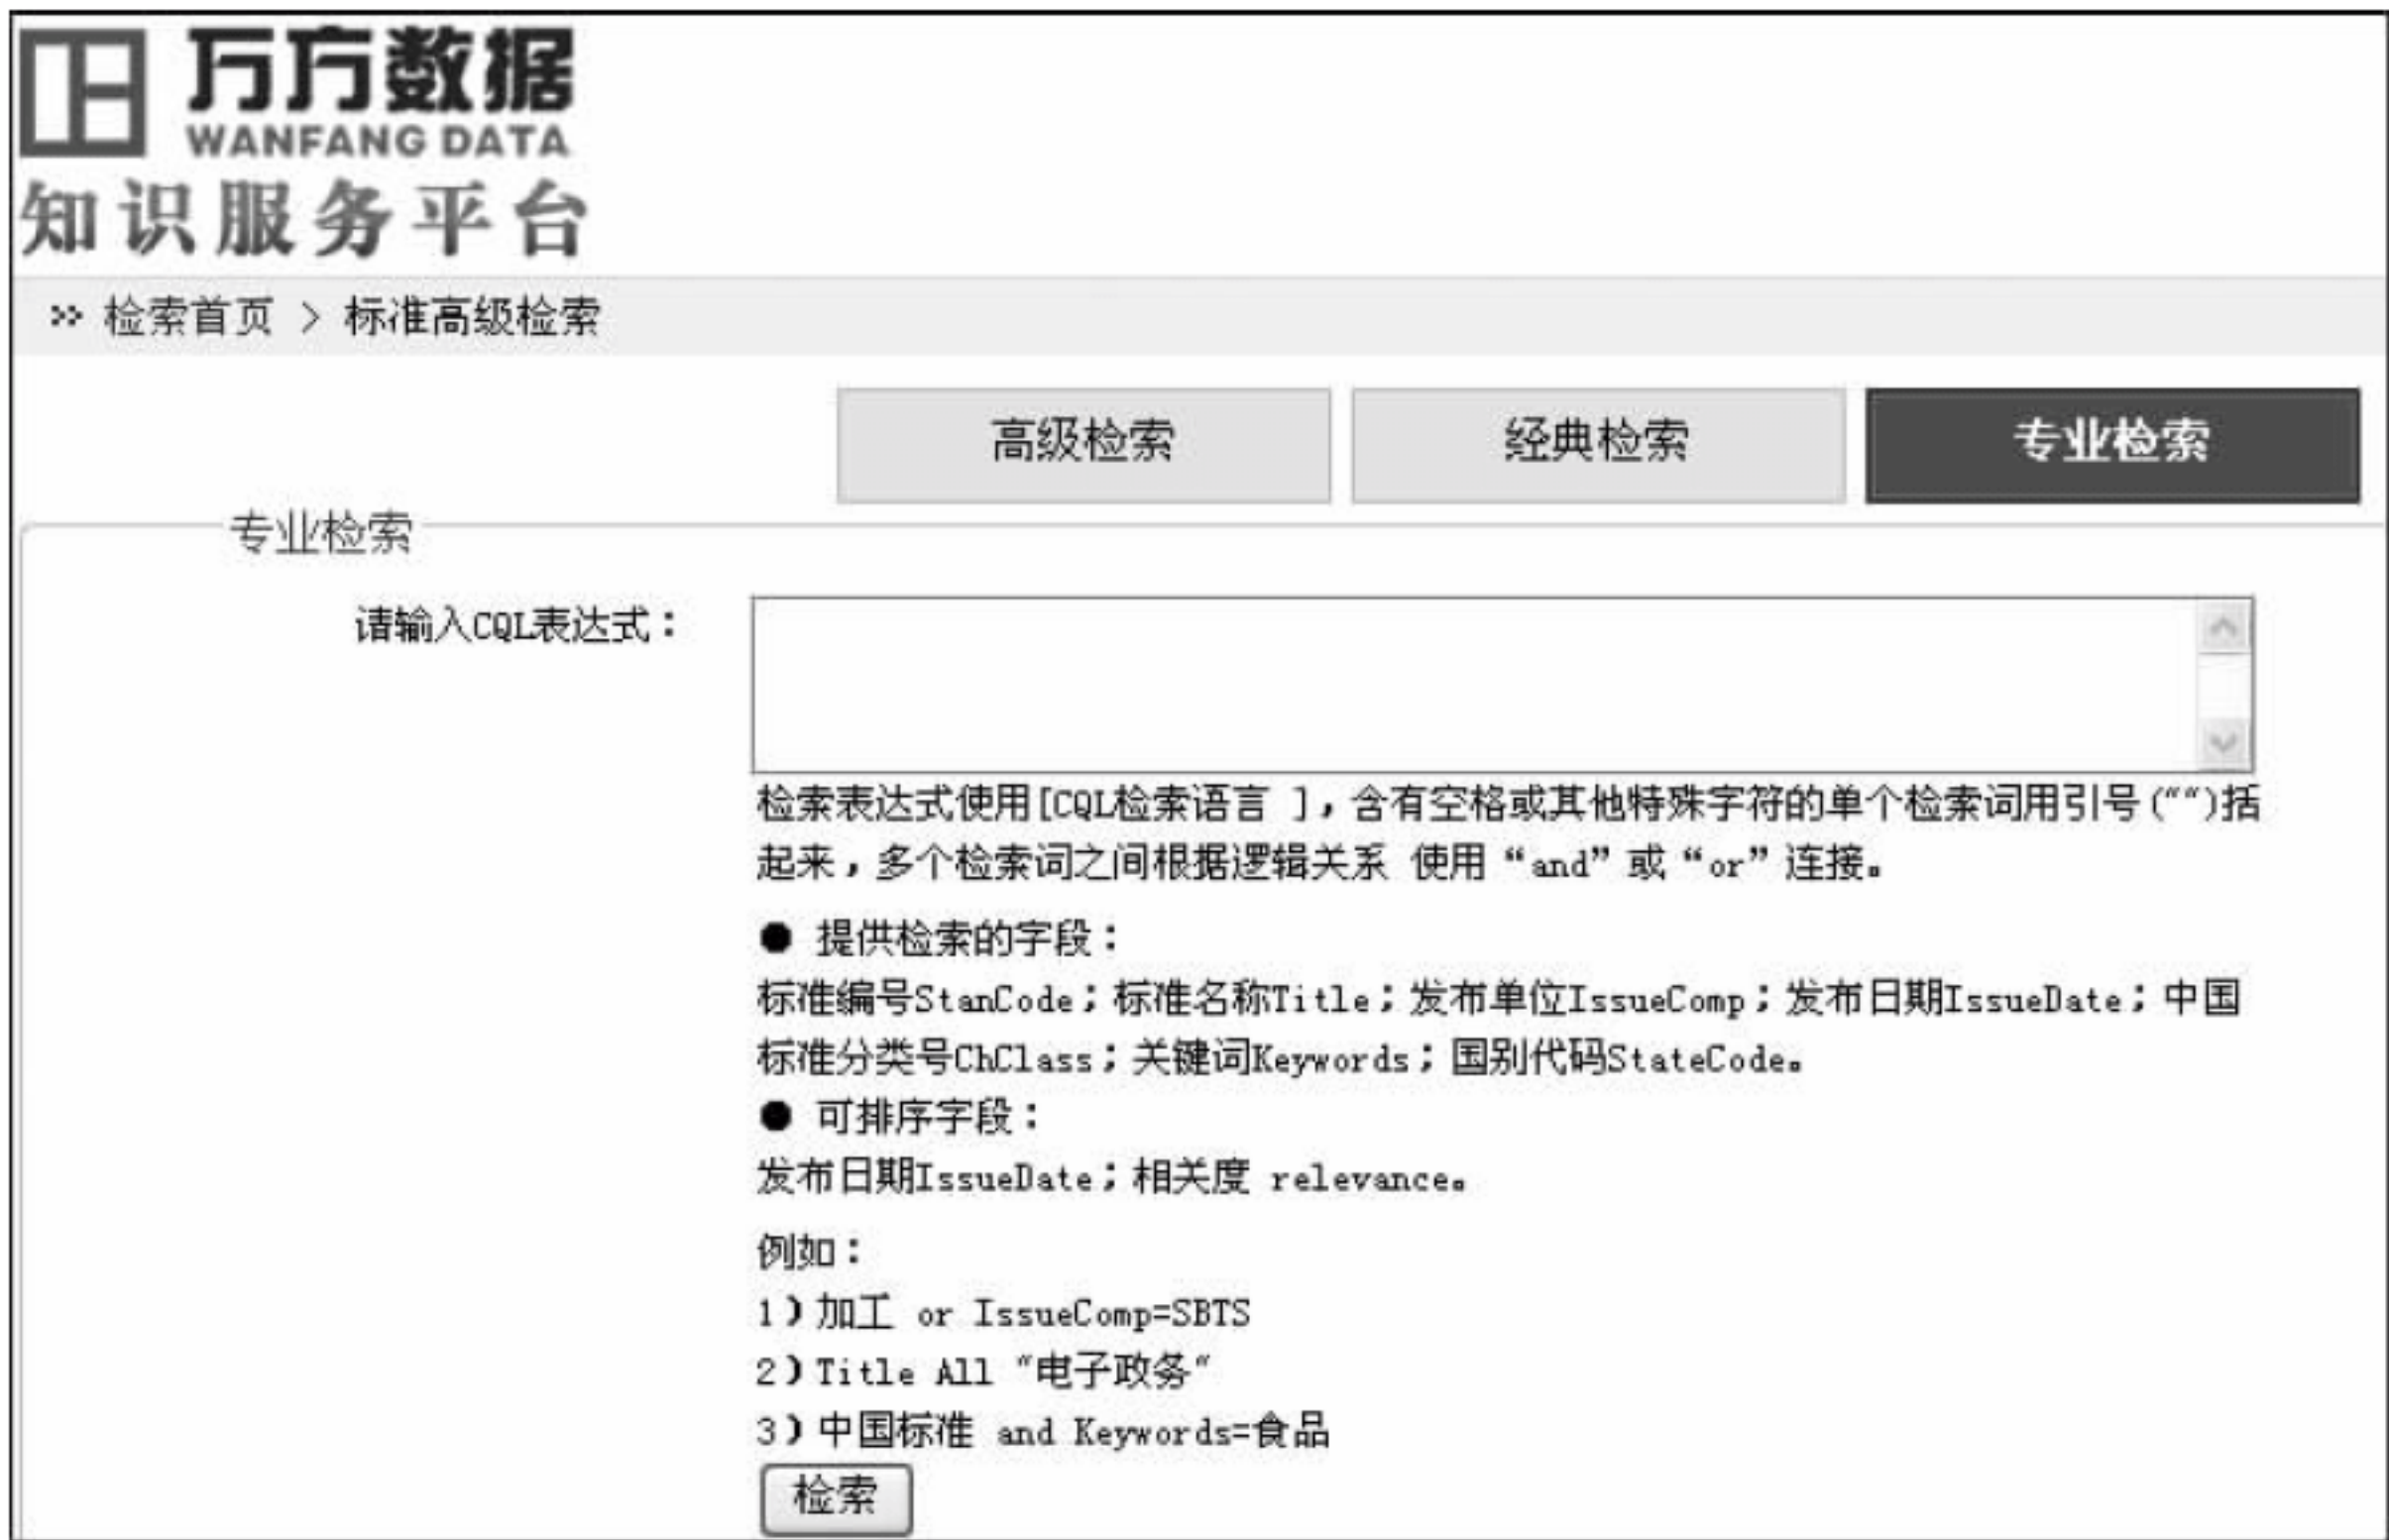 万方数据
WANFANG DATA
知识服务平台
>> 检索首页 > 标准高级检索
高级检索 经典检索 专业检索
专业检索
请输入CQL表达式：
检索表达式使用[CQL检索语言 ]，含有空格或其他特殊字符的单个检索词用引号(″″)括
起来，多个检索词之间根据逻辑关系 使用“and”或“or”连接。
● 提供检索的字段：
标准编号StanCode；标准名称Title；发布单位IssueComp；发布日期IssueDate；中国
标准分类号ChClass；关键词Keywords；国别代码StateCode。
● 可排序字段：
发布日期IssueDate；相关度 relevance。
例如：
1）加工 or IssueComp=SBTS
2）Title All ″电子政务″
3）中国标准 and Keywords=食品
检索